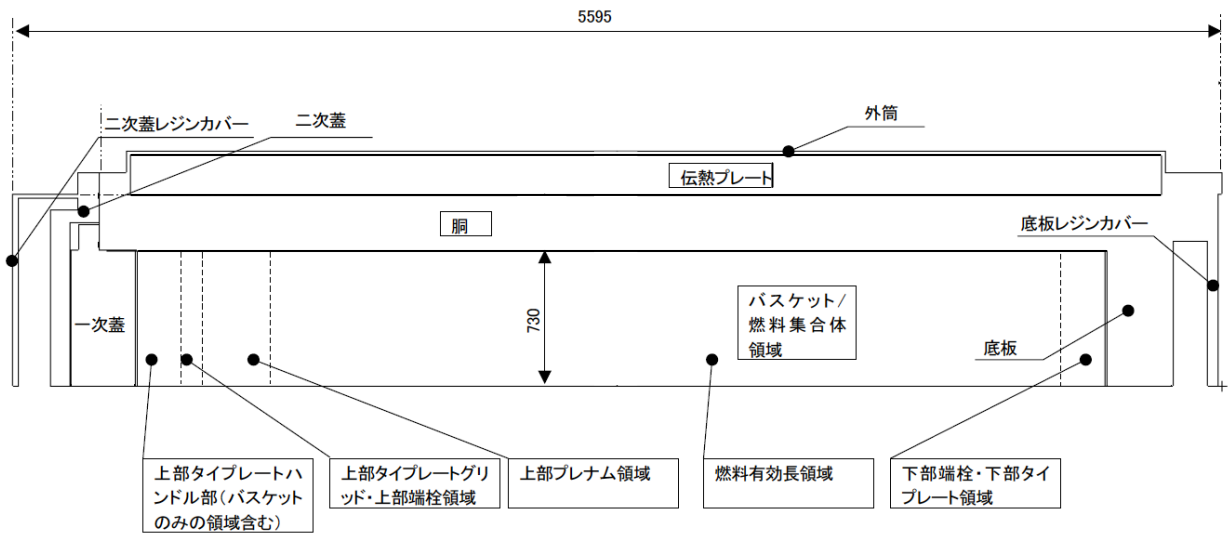 5595
二次蓋レジンカバー
二次蓋
外筒
伝熱プレート
胴
底板レジンカバー
一次蓋
730
バスケット/
燃料集合体
領域
底板
上部タイプレートハ
ンドル部(バスケット
のみの領域含む)
上部タイプレートグリ
ッド・上部端栓領域
上部プレナム領域
燃料有効長領域
下部端栓・下部タイ
プレート領域